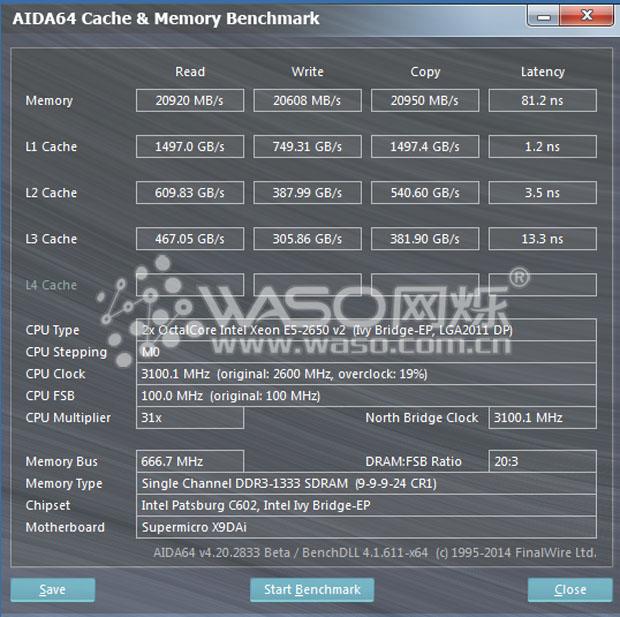 AIDA64 Cache & Memory Benchmark
Read Write Copy Latency
Memory 20920 MB/s 20608 MB/s 20950 MB/s 81.2 ns
L1 Cache 1497.0 GB/s 749.31 GB/s 1497.4 GB/s 1.2 ns
L2 Cache 609.83 GB/s 387.99 GB/s 540.60 GB/s 3.5 ns
L3 Cache 467.05 GB/s 305.86 GB/s 381.90 GB/s 13.3 ns
L4 Cache
WASO网烁®
www.waso.com.cn
CPU Type 2x OctalCore Intel Xeon E5-2650 v2 (Ivy Bridge-EP, LGA2011 DP)
CPU Stepping M0
CPU Clock 3100.1 MHz (original: 2600 MHz, overclock: 19%)
CPU FSB 100.0 MHz (original: 100 MHz)
CPU Multiplier 31x North Bridge Clock 3100.1 MHz
Memory Bus 666.7 MHz DRAM:FSB Ratio 20:3
Memory Type Single Channel DDR3-1333 SDRAM (9-9-9-24 CR1)
Chipset Intel Patsburg C602, Intel Ivy Bridge-EP
Motherboard Supermicro X9DAi
AIDA64 v4.20.2833 Beta / BenchDLL 4.1.611-x64 (c) 1995-2014 FinalWire Ltd.
Save Start Benchmark Close